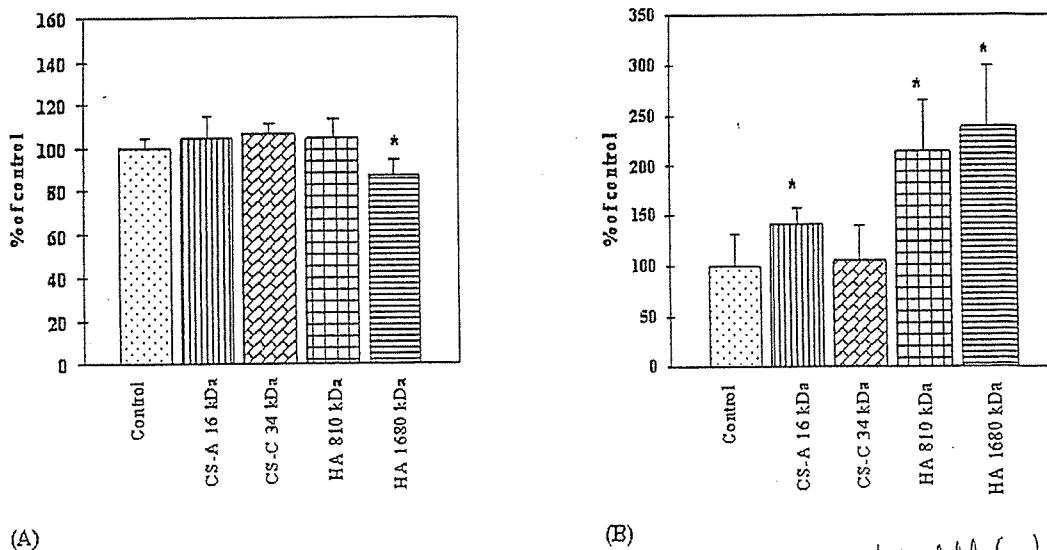 160
140
120
100
80
60
40
20
0
% of control
*
Control
CS-A 16 kDa
CS-C 34 kDa
HA 810 kDa
HA 1680 kDa
(A)
350
300
250
200
150
100
50
0
% of control
*
*
*
Control
CS-A 16 kDa
CS-C 34 kDa
HA 810 kDa
HA 1680 kDa
(B)